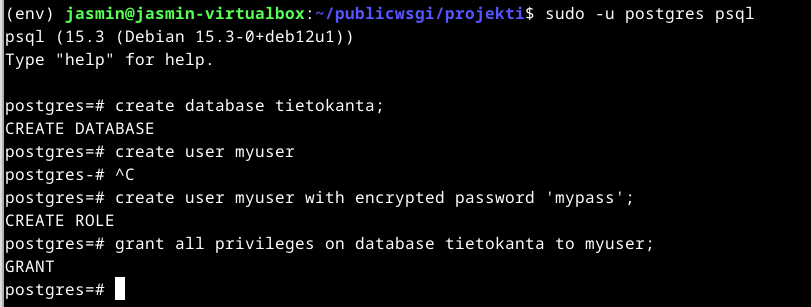 (env) jasmin@jasmin-virtualbox:~/publicwsgi/projekti$ sudo -u postgres psql
psql (15.3 (Debian 15.3-0+deb12u1))
Type "help" for help.

postgres=# create database tietokanta;
CREATE DATABASE
postgres=# create user myuser
postgres-# ^C
postgres=# create user myuser with encrypted password 'mypass';
CREATE ROLE
postgres=# grant all privileges on database tietokanta to myuser;
GRANT
postgres=#